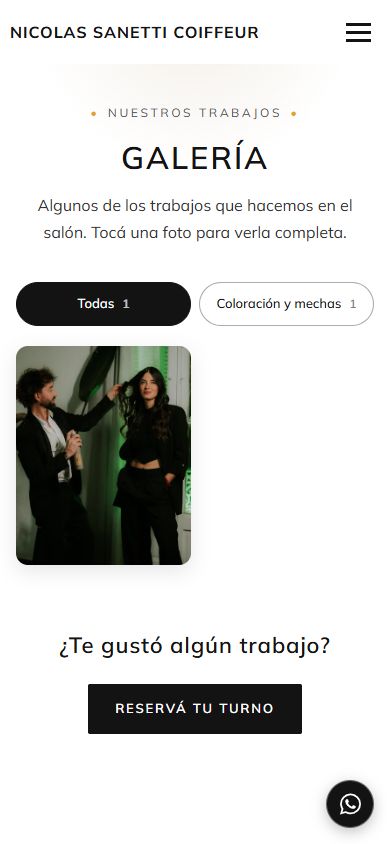 NICOLAS SANETTI COIFFEUR
• NUESTROS TRABAJOS •
GALERÍA
Algunos de los trabajos que hacemos en el
salón. Tocá una foto para verla completa.
Todas 1
Coloración y mechas 1
¿Te gustó algún trabajo?
RESERVÁ TU TURNO